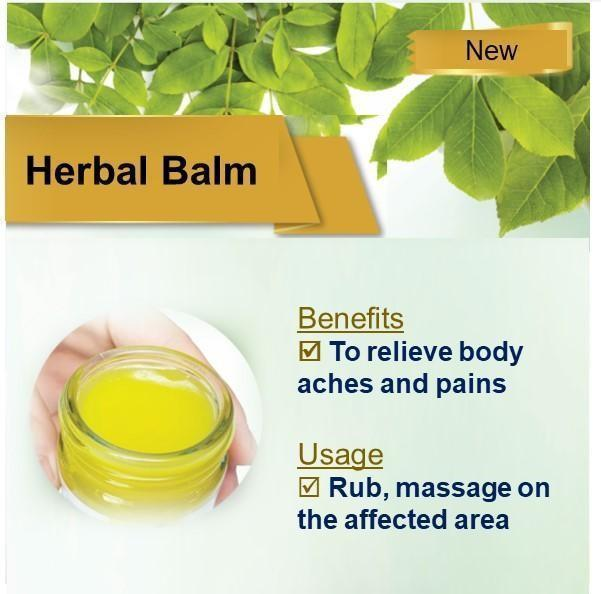 New
Herbal Balm
Benefits
☑ To relieve body
aches and pains
Usage
☑ Rub, massage on
the affected area